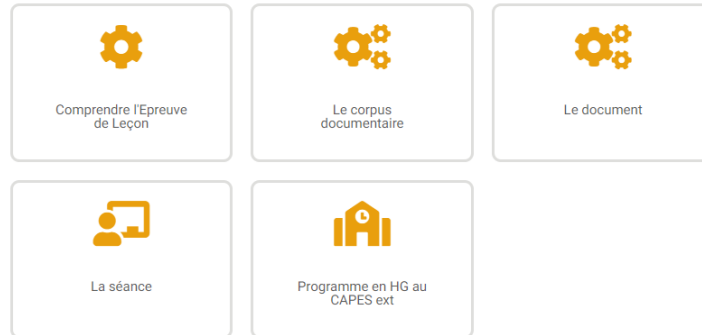 Comprendre l'Epreuve
de Leçon
Le corpus
documentaire
Le document
La séance
Programme en HG au
CAPES ext